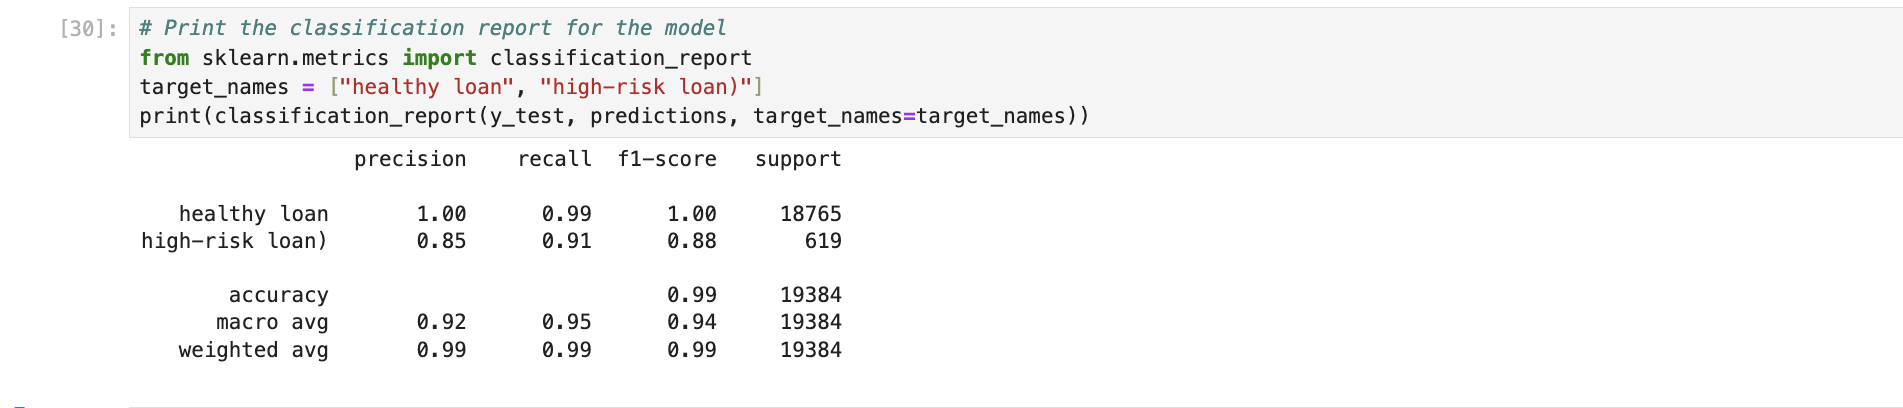 [30]: # Print the classification report for the model
from sklearn.metrics import classification_report
target_names = ["healthy loan", "high-risk loan)"]
print(classification_report(y_test, predictions, target_names=target_names))
precision recall f1-score support
healthy loan 1.00 0.99 1.00 18765
high-risk loan) 0.85 0.91 0.88 619
accuracy 0.99 19384
macro avg 0.92 0.95 0.94 19384
weighted avg 0.99 0.99 0.99 19384